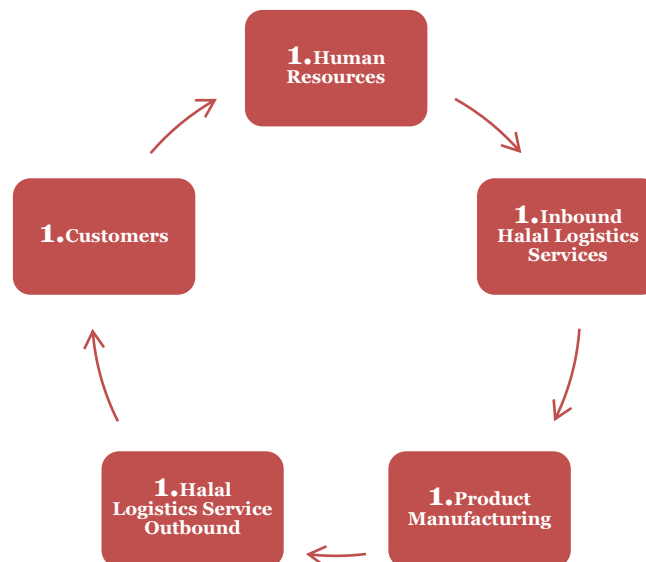 1.Human
Resources
1.Inbound
Halal Logistics
Services
1.Product
Manufacturing
1.Halal
Logistics Service
Outbound
1.Customers